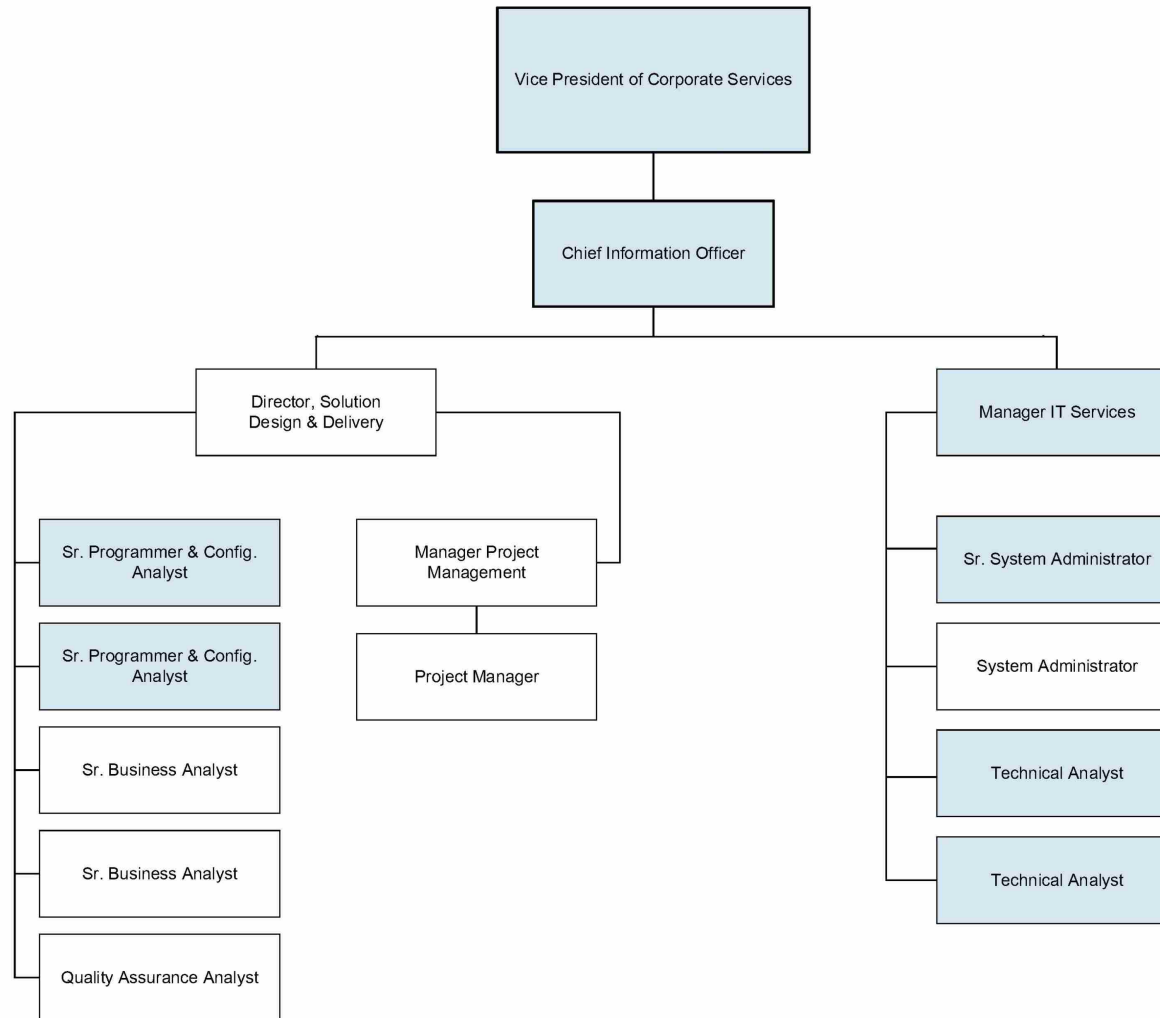 Vice President of Corporate Services
Chief Information Officer
Director, Solution
Design & Delivery
Manager IT Services
Sr. Programmer & Config.
Analyst
Manager Project
Management
Sr. System Administrator
Sr. Programmer & Config.
Analyst
Project Manager
System Administrator
Sr. Business Analyst
Technical Analyst
Sr. Business Analyst
Technical Analyst
Quality Assurance Analyst